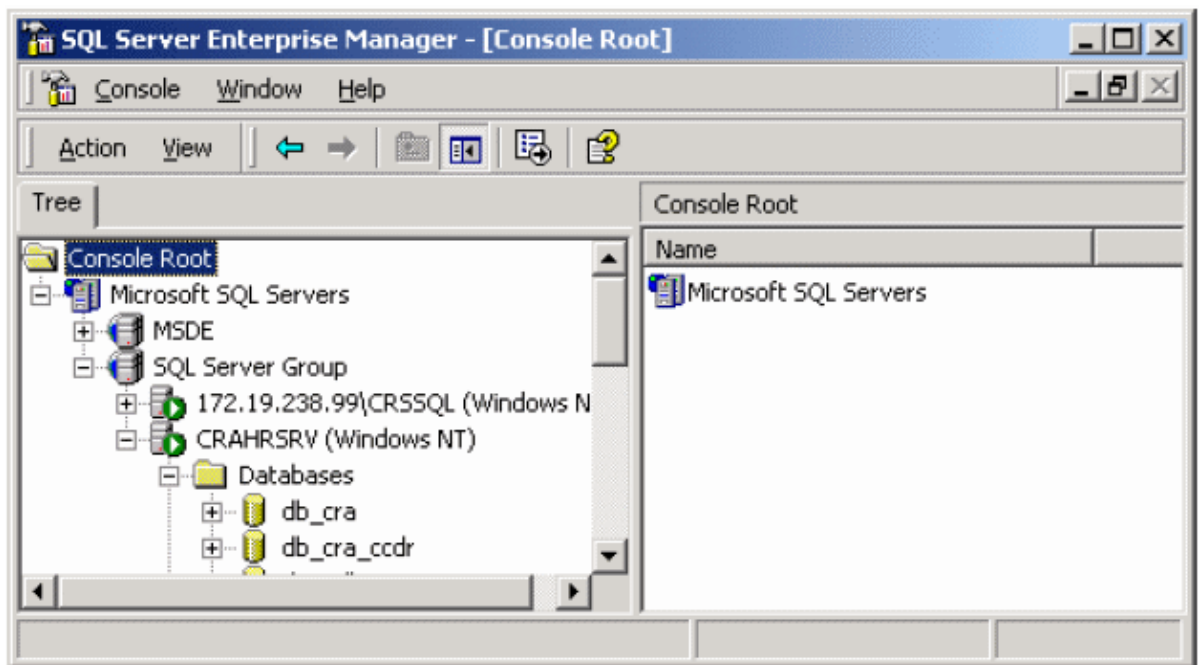 SQL Server Enterprise Manager - [Console Root]
Console Window Help
Action View
Tree
Console Root
Microsoft SQL Servers
MSDE
SQL Server Group
172.19.238.99\CRSSQL (Windows N
CRAHRSRV (Windows NT)
Databases
db_cra
db_cra_ccdr
Console Root
Name
Microsoft SQL Servers